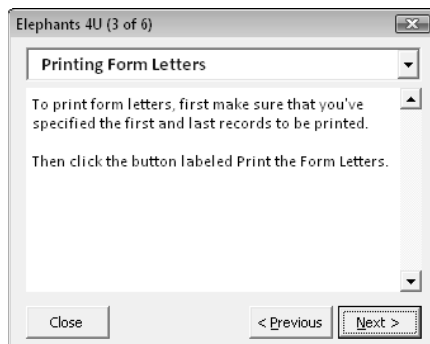 Elephants 4U (3 of 6)
Printing Form Letters
To print form letters, first make sure that you've
specified the first and last records to be printed.
Then click the button labeled Print the Form Letters.
Close
< Previous
Next >